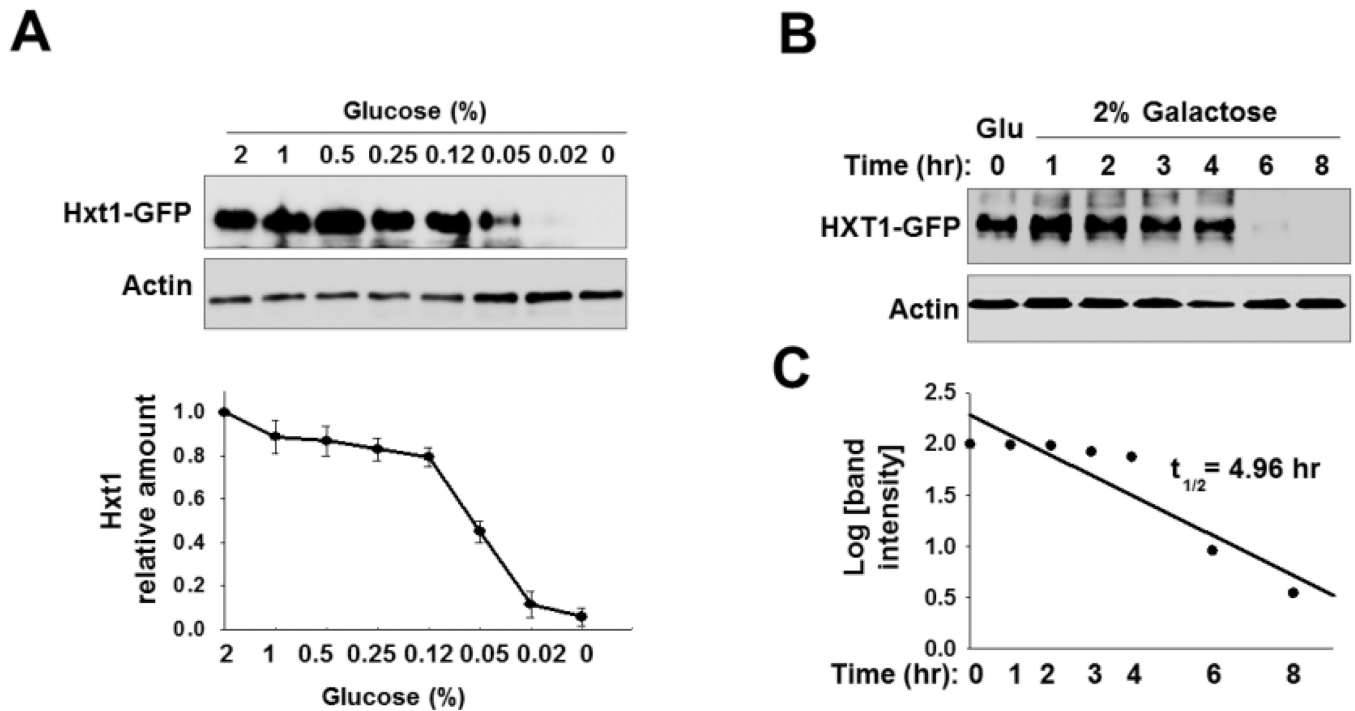 A
Glucose (%)
2 1 0.5 0.25 0.12 0.05 0.02 0
Hxt1-GFP
Actin
Hxt1
relative amount
1.0
0.8
0.6
0.4
0.2
0.0
2 1 0.5 0.25 0.12 0.05 0.02 0
Glucose (%)
B
Glu 2% Galactose
Time (hr): 0 1 2 3 4 6 8
HXT1-GFP
Actin
C
Log [band
intensity]
2.5
2.0
1.5
1.0
0.5
0.0
t1/2= 4.96 hr
Time (hr): 0 1 2 3 4 6 8